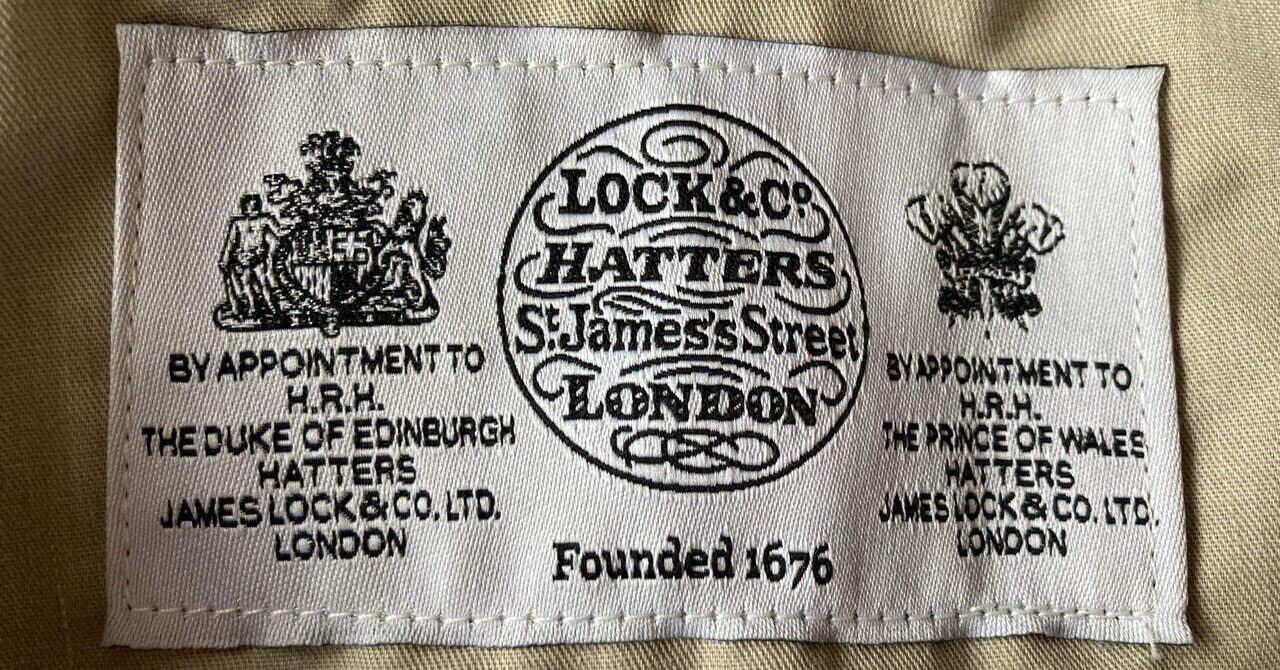 LOCK & Co.
HATTERS
St. James's Street
LONDON
Founded 1676
BY APPOINTMENT TO
H.R.H.
THE DUKE OF EDINBURGH
HATTERS
JAMES LOCK & CO. LTD.
LONDON
BY APPOINTMENT TO
H.R.H.
THE PRINCE OF WALES
HATTERS
JAMES LOCK & CO. LTD.
LONDON